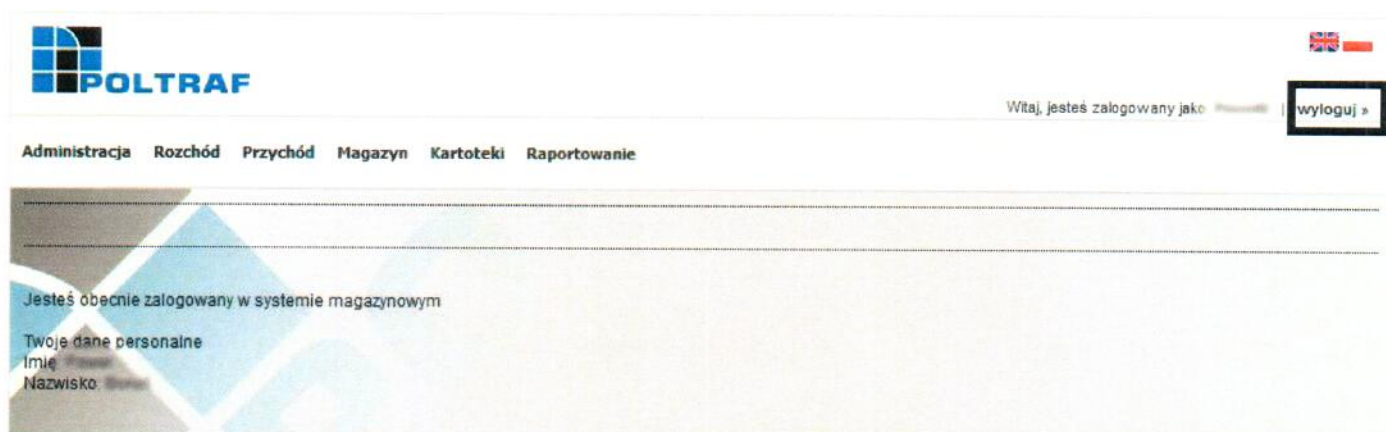 POLTRAF
Witaj, jesteś zalogowany jako | wyloguj »
Administracja Rozchód Przychód Magazyn Kartoteki Raportowanie
Jesteś obecnie zalogowany w systemie magazynowym
Twoje dane personalne
Imię
Nazwisko